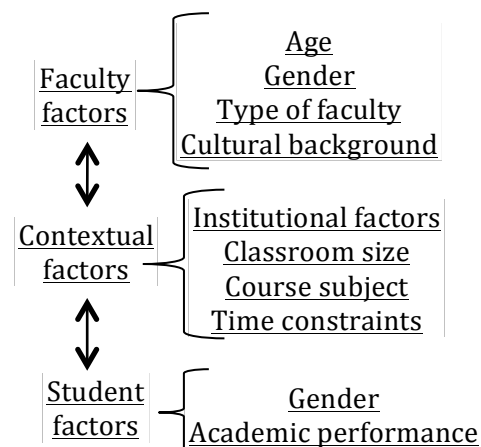 Faculty
factors
Age
Gender
Type of faculty
Cultural background
Contextual
factors
Institutional factors
Classroom size
Course subject
Time constraints
Student
factors
Gender
Academic performance